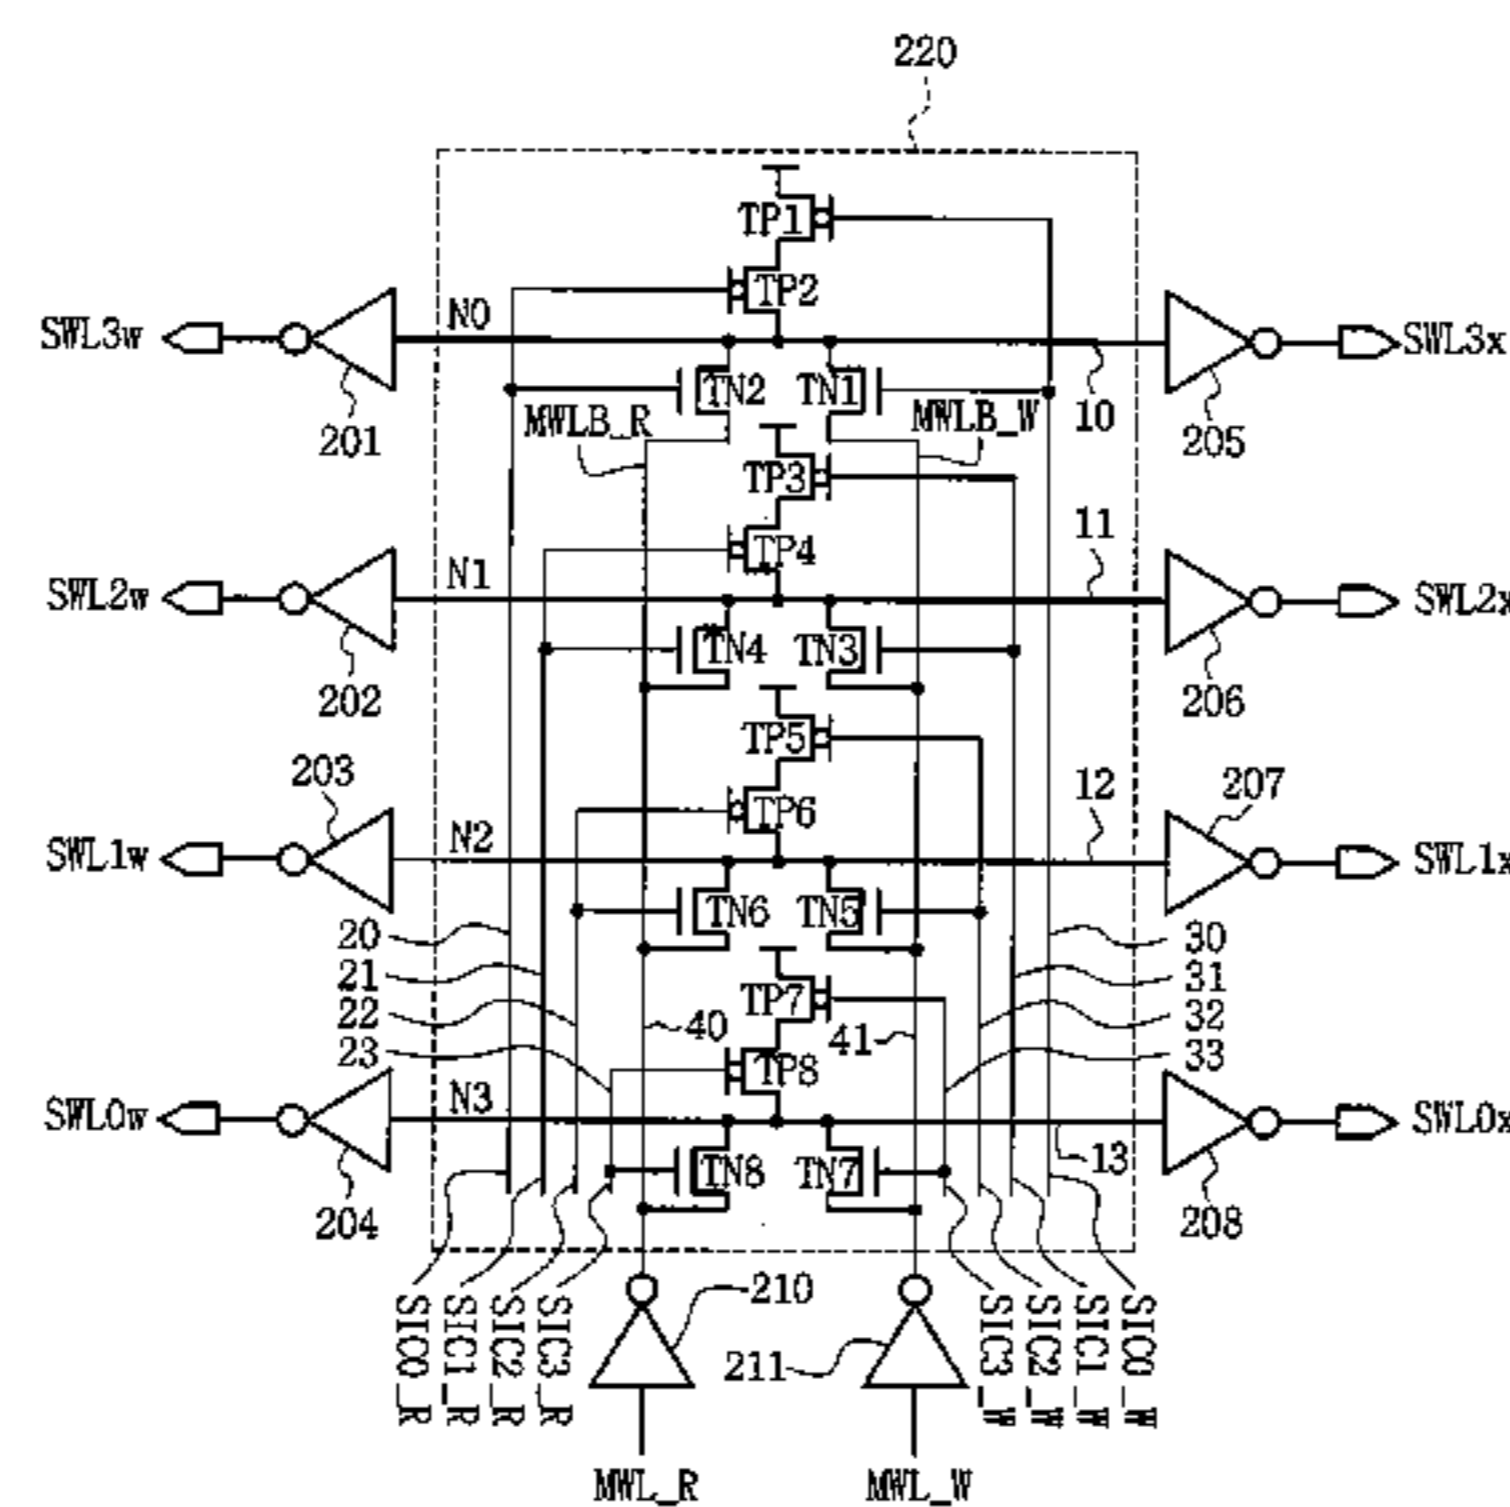 220
TP1
TP2
SWL3w
N0
SWL3x
TN2 TN1
MWLB_R
MWLB_W
10
201
205
TP3
11
TP4
SWL2w
N1
SWL2x
TN4 TN3
202
206
TP5
203
12
207
TP6
SWL1w
N2
SWL1x
TN6 TN5
20
30
21
31
TP7
22
40
41
32
23
33
TP8
SWL0w
N3
SWL0x
TN8 TN7
13
204
208
SIC0_R
SIC1_R
SIC2_R
SIC3_R
210
211
SIC3_W
SIC2_W
SIC1_W
SIC0_W
MWL_R
MWL_W